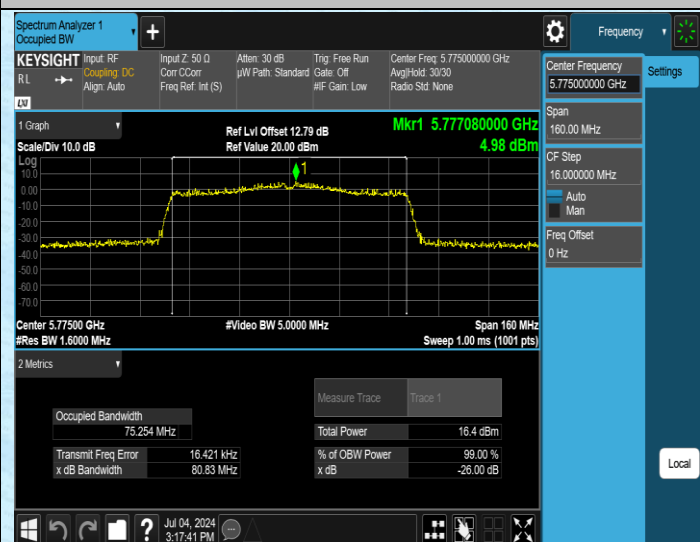 Spectrum Analyzer 1
Occupied BW
+
Frequency
KEYSIGHT
RL
LXI
Input: RF
Coupling: DC
Align: Auto
Input Z: 50 Ω
Corr CCorr
Freq Ref: Int (S)
Atten: 30 dB
µW Path: Standard
Trig: Free Run
Gate: Off
#IF Gain: Low
Center Freq: 5.775000000 GHz
Avg|Hold: 30/30
Radio Std: None
Center Frequency
5.775000000 GHz
Settings
Span
160.00 MHz
CF Step
16.000000 MHz
Auto
Man
Freq Offset
0 Hz
1 Graph
Scale/Div 10.0 dB
Ref Lvl Offset 12.79 dB
Ref Value 20.00 dBm
Mkr1 5.777080000 GHz
4.98 dBm
Log
10.0
0.00
-10.0
-20.0
-30.0
-40.0
-50.0
-60.0
-70.0
1
Center 5.77500 GHz
#Res BW 1.6000 MHz
#Video BW 5.0000 MHz
Span 160 MHz
Sweep 1.00 ms (1001 pts)
2 Metrics
Measure Trace
Trace 1
Occupied Bandwidth
75.254 MHz
Total Power
16.4 dBm
Transmit Freq Error
16.421 kHz
% of OBW Power
99.00 %
x dB Bandwidth
80.83 MHz
x dB
-26.00 dB
Local
?
Jul 04, 2024
3:17:41 PM